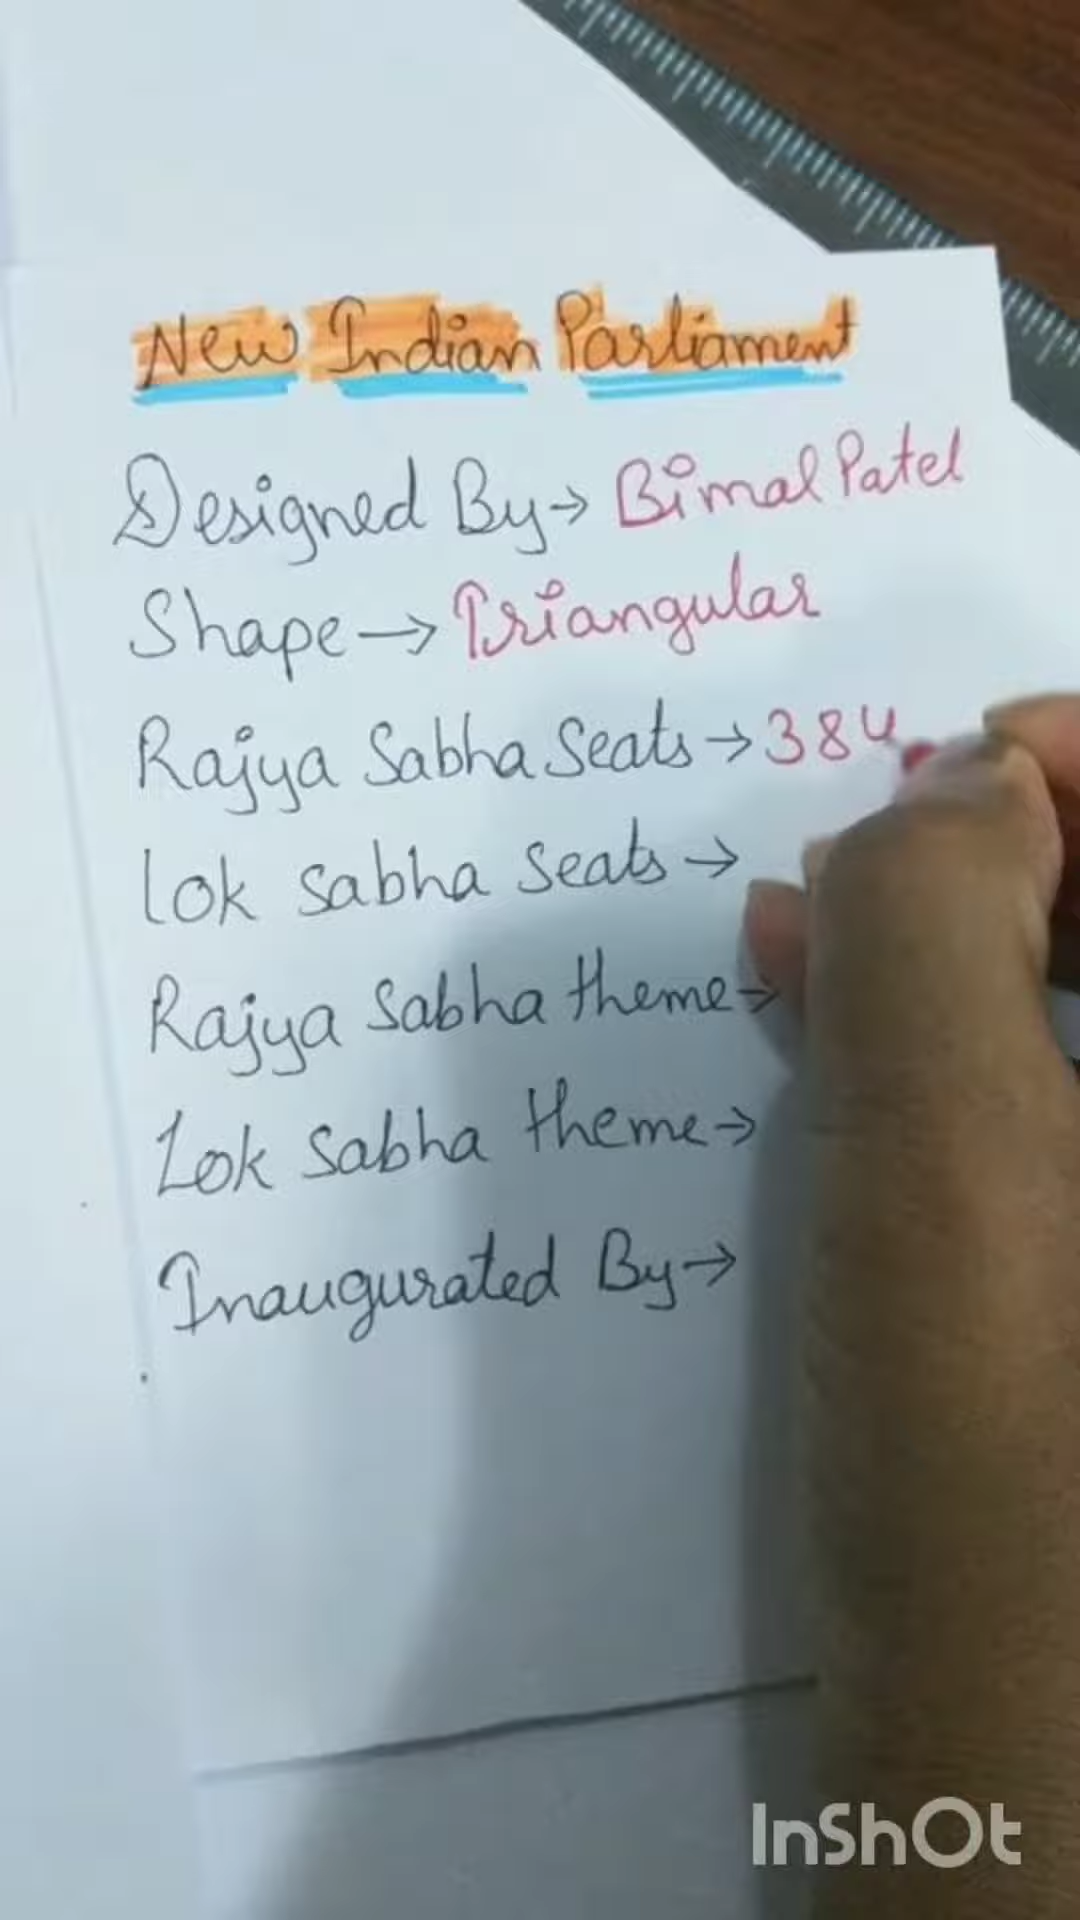 New Indian Parliament
Designed By→ Bimal Patel
Shape→ Triangular
Rajya Sabha Seats→384
Lok Sabha Seats→
Rajya Sabha theme→
Lok Sabha theme→
Inaugurated By→
InShOt